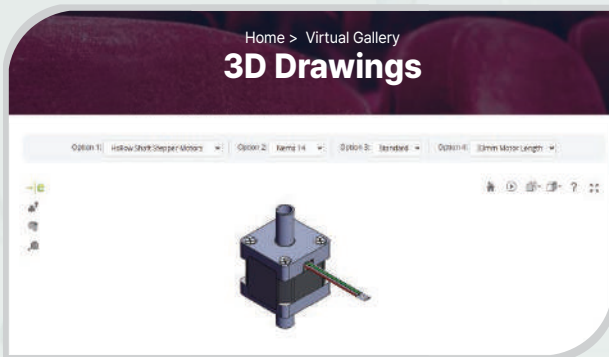 Home > Virtual Gallery
3D Drawings
Option 1: Hollow Shaft Stepper Motors Option 2: Nema 14 Option 3: Standard Option 4: 33mm Motor Length
?